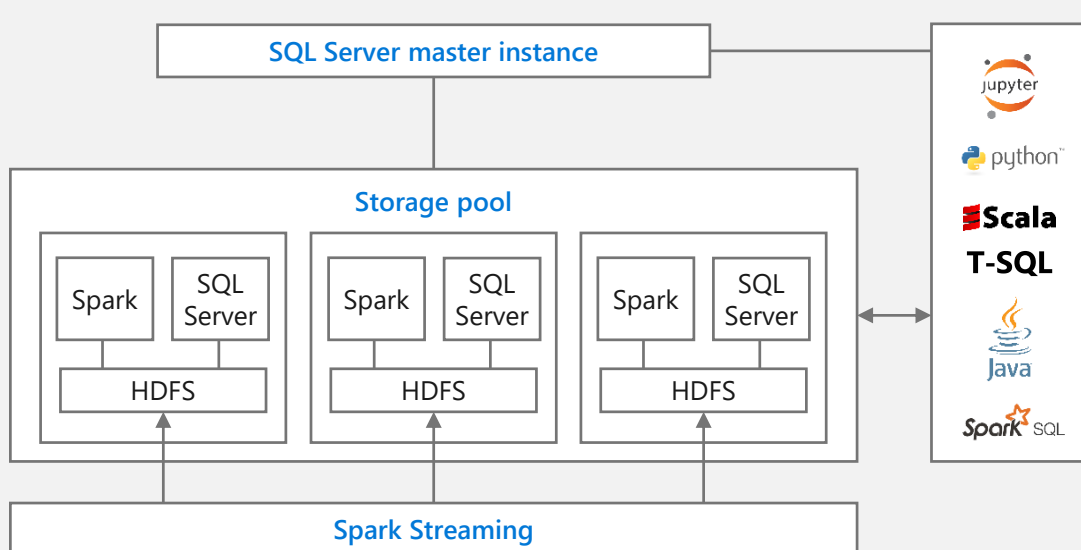 SQL Server master instance
jupyter
python™
Scala
T-SQL
Java
Spark SQL
Storage pool
Spark
SQL
Server
HDFS
Spark
SQL
Server
HDFS
Spark
SQL
Server
HDFS
Spark Streaming